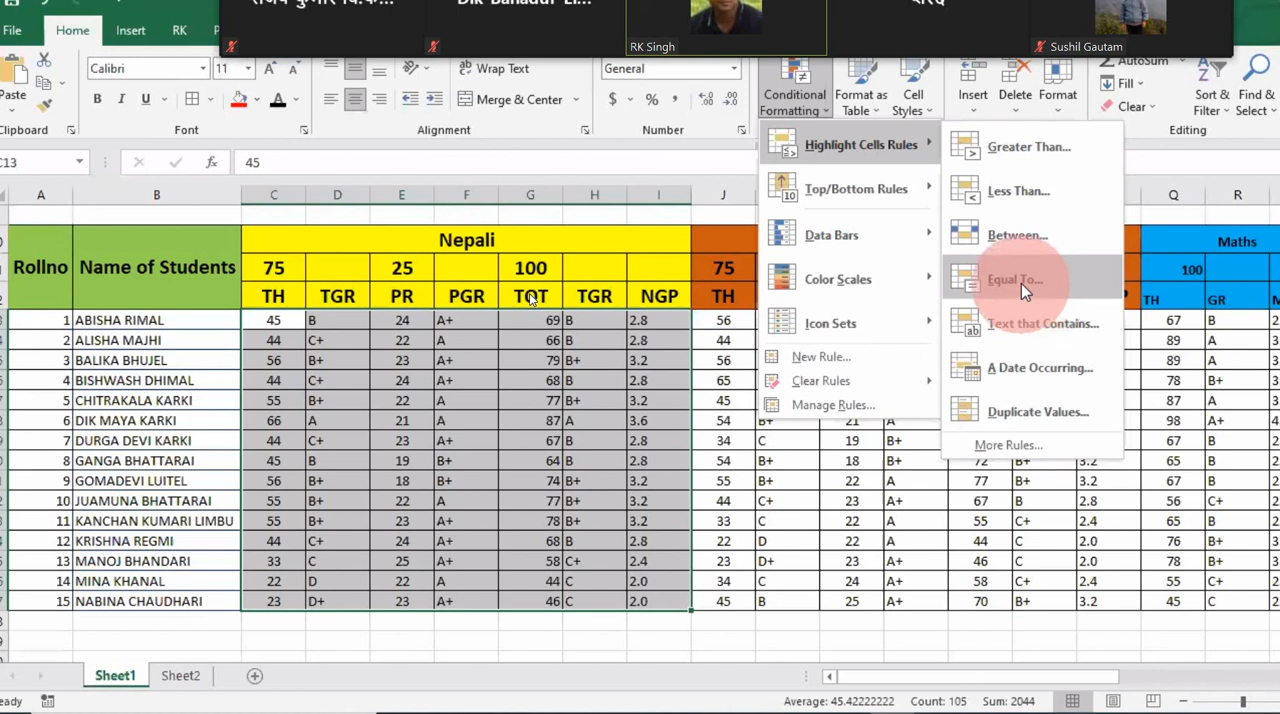 RK Singh
Sushil Gautam
File Home Insert RK
Calibri 11 Wrap Text General AutoSum
B I U A Merge & Center $ % Conditional Formatting Format as Table Cell Styles Insert Delete Format Fill Clear Sort & Filter Find & Select
Paste
Clipboard Font Alignment Number Editing
C13 fx 45
Highlight Cells Rules
Top/Bottom Rules
Data Bars
Color Scales
Icon Sets
New Rule...
Clear Rules
Manage Rules...
Greater Than...
Less Than...
Between...
Equal To...
Text that Contains...
A Date Occurring...
Duplicate Values...
More Rules...
A B C D E F G H I J Q R
Nepali Maths
Rollno Name of Students 75 25 100 75 100
TH TGR PR PGR TOT TGR NGP TH TH GR
1 ABISHA RIMAL 45 B 24 A+ 69 B 2.8 56 67 B
2 ALISHA MAJHI 44 C+ 22 A 66 B 2.8 44 89 A
3 BALIKA BHUJEL 56 B+ 23 A+ 79 B+ 3.2 56 89 A
4 BISHWASH DHIMAL 44 C+ 24 A+ 68 B 2.8 65 78 B+
5 CHITRAKALA KARKI 55 B+ 22 A 77 B+ 3.2 45 87 A
6 DIK MAYA KARKI 66 A 21 A 87 A 3.6 54 B+ 21 A 98 A+
7 DURGA DEVI KARKI 44 C+ 23 A+ 67 B 2.8 34 C 19 B+ 67 B
8 GANGA BHATTARAI 45 B 19 B+ 64 B 2.8 54 B+ 18 B+ 72 B+ 3.2 45 C
9 GOMADEVI LUITEL 56 B+ 18 B+ 74 B+ 3.2 55 B+ 22 A 77 B+ 3.2 67 B
10 JUAMUNA BHATTARAI 55 B+ 22 A 77 B+ 3.2 44 C+ 23 A+ 67 B 2.8 56 C+
11 KANCHAN KUMARI LIMBU 55 B+ 23 A+ 78 B+ 3.2 33 C 22 A 55 C+ 2.4 65 B
12 KRISHNA REGMI 44 C+ 24 A+ 68 B 2.8 22 D 22 A 44 C 2.0 76 B+
13 MANOJ BHANDARI 33 C 25 A+ 58 C+ 2.4 23 D+ 23 A+ 46 C 2.0 78 B+
14 MINA KHANAL 22 D 22 A 44 C 2.0 34 C 24 A+ 58 C+ 2.4 55 C+
15 NABINA CHAUDHARI 23 D+ 23 A+ 46 C 2.0 45 B 25 A+ 70 B+ 3.2 45 C
Sheet1 Sheet2
Average: 45.42222222 Count: 105 Sum: 2044